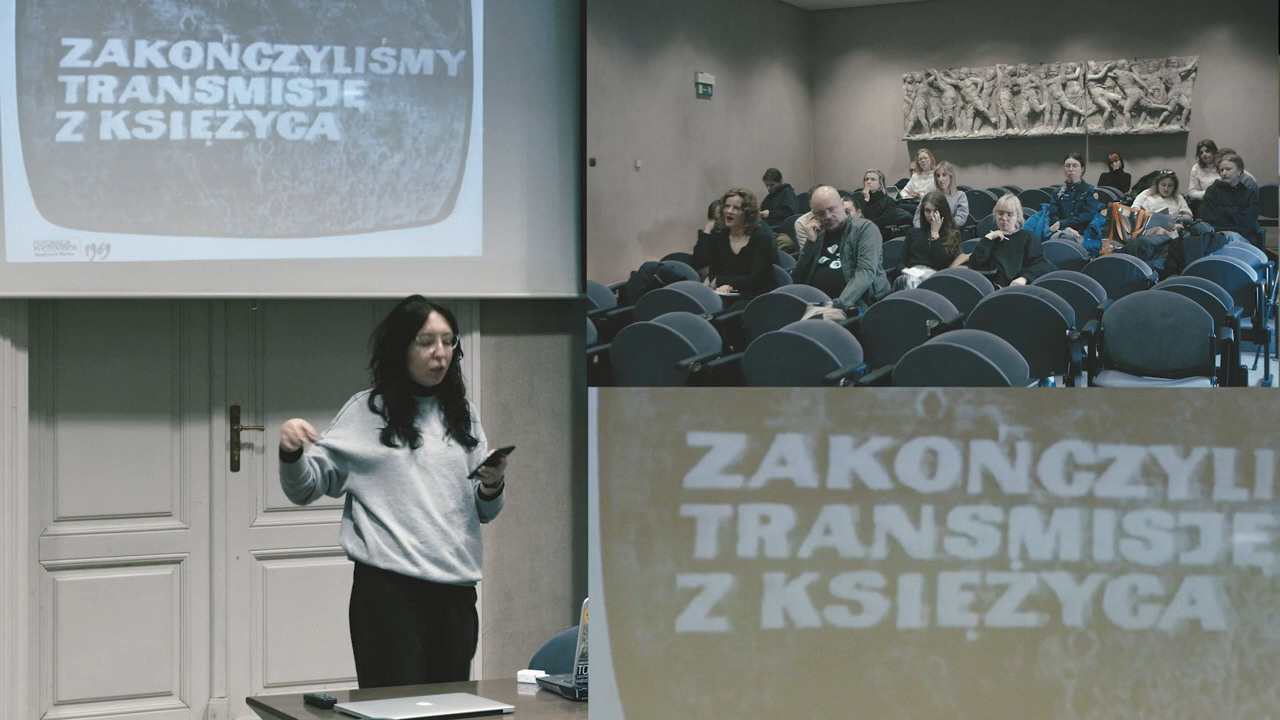 ZAKOŃCZYLIŚMY
TRANSMISJĘ
Z KSIĘŻYCA
1969
ZAKOŃCZYLI
TRANSMISJĘ
Z KSIĘŻYCA